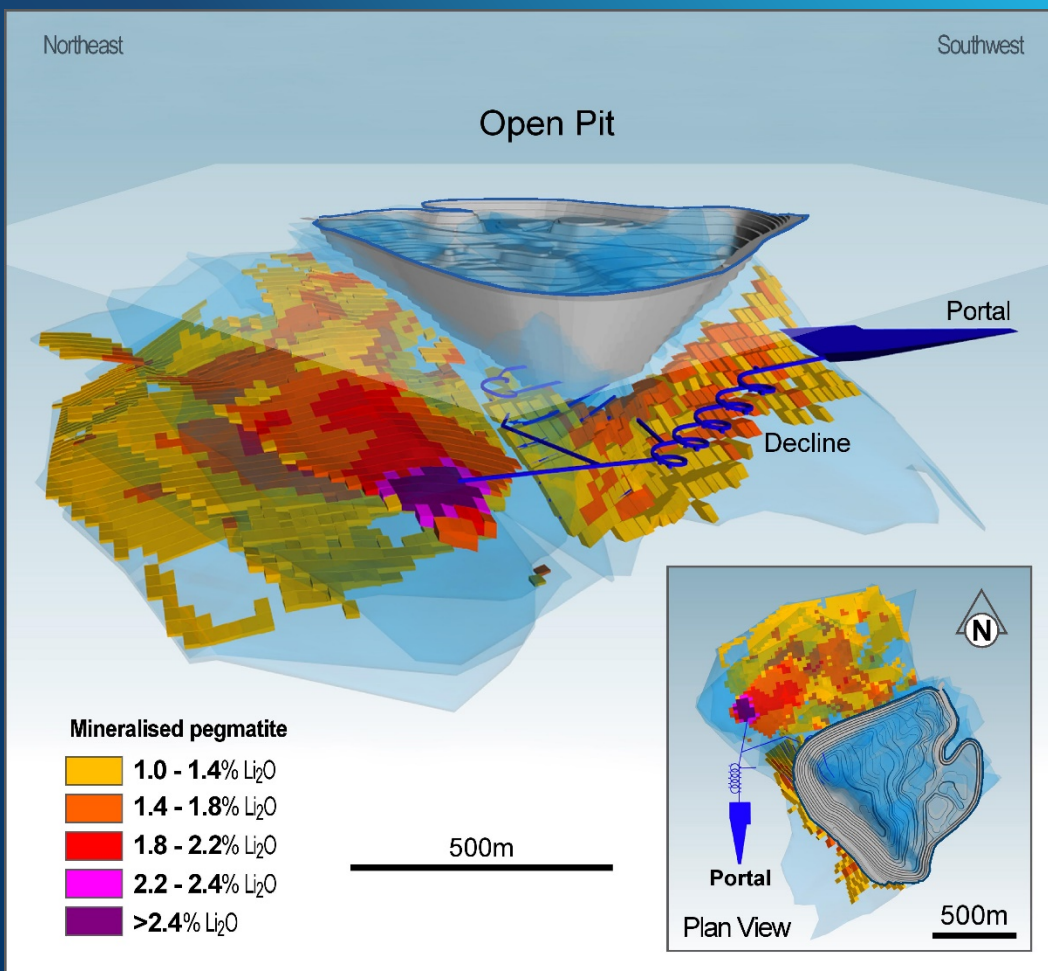 Northeast
Southwest
Open Pit
Portal
Decline
Mineralised pegmatite
1.0 - 1.4% Li₂O
1.4 - 1.8% Li₂O
1.8 - 2.2% Li₂O
2.2 - 2.4% Li₂O
>2.4% Li₂O
500m
N
Portal
Plan View
500m